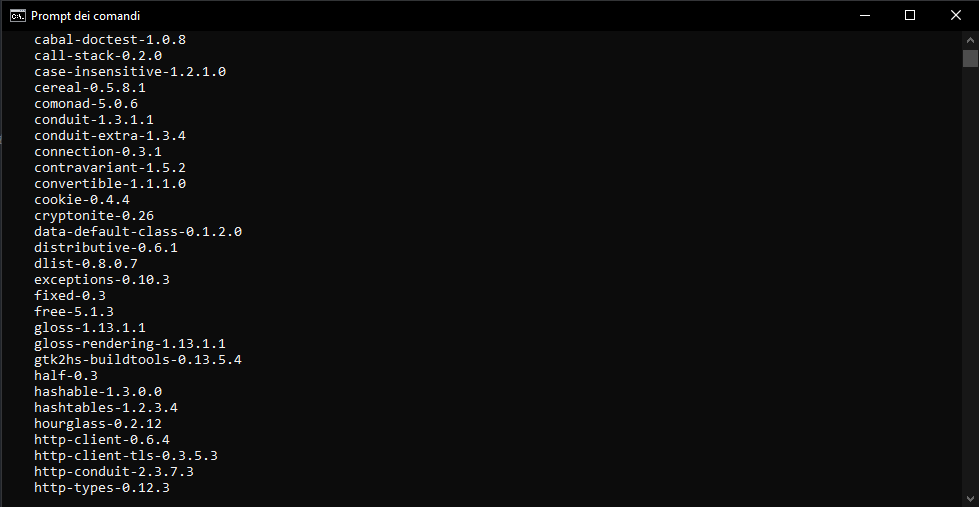 Prompt dei comandi
cabal-doctest-1.0.8
call-stack-0.2.0
case-insensitive-1.2.1.0
cereal-0.5.8.1
comonad-5.0.6
conduit-1.3.1.1
conduit-extra-1.3.4
connection-0.3.1
contravariant-1.5.2
convertible-1.1.1.0
cookie-0.4.4
cryptonite-0.26
data-default-class-0.1.2.0
distributive-0.6.1
dlist-0.8.0.7
exceptions-0.10.3
fixed-0.3
free-5.1.3
gloss-1.13.1.1
gloss-rendering-1.13.1.1
gtk2hs-buildtools-0.13.5.4
half-0.3
hashable-1.3.0.0
hashtables-1.2.3.4
hourglass-0.2.12
http-client-0.6.4
http-client-tls-0.3.5.3
http-conduit-2.3.7.3
http-types-0.12.3